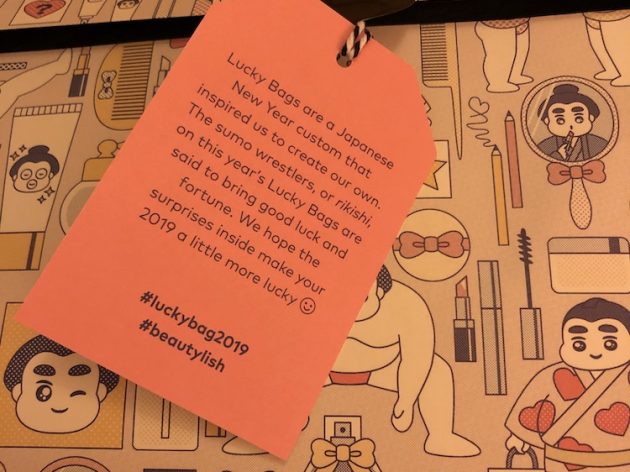 Lucky Bags are a Japanese
New Year custom that
inspired us to create our own.
The sumo wrestlers, or rikishi,
on this year's Lucky Bags are
said to bring good luck and
fortune. We hope the
surprises inside make your
2019 a little more lucky ☺
#luckybag2019
#beautylish